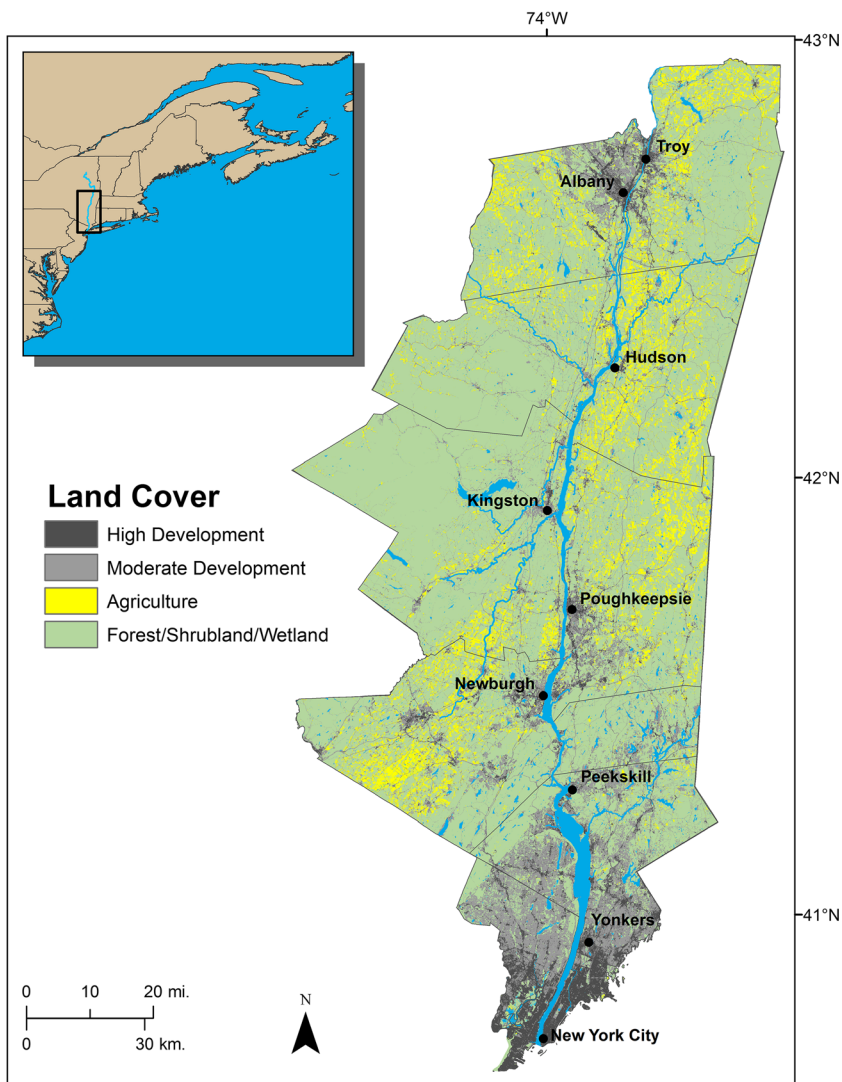 74°W
43°N
Troy
Albany
Hudson
42°N
Land Cover
Kingston
High Development
Moderate Development
Agriculture
Poughkeepsie
Forest/Shrubland/Wetland
Newburgh
Peekskill
41°N
Yonkers
0 10 20 mi.
0 30 km.
N
New York City